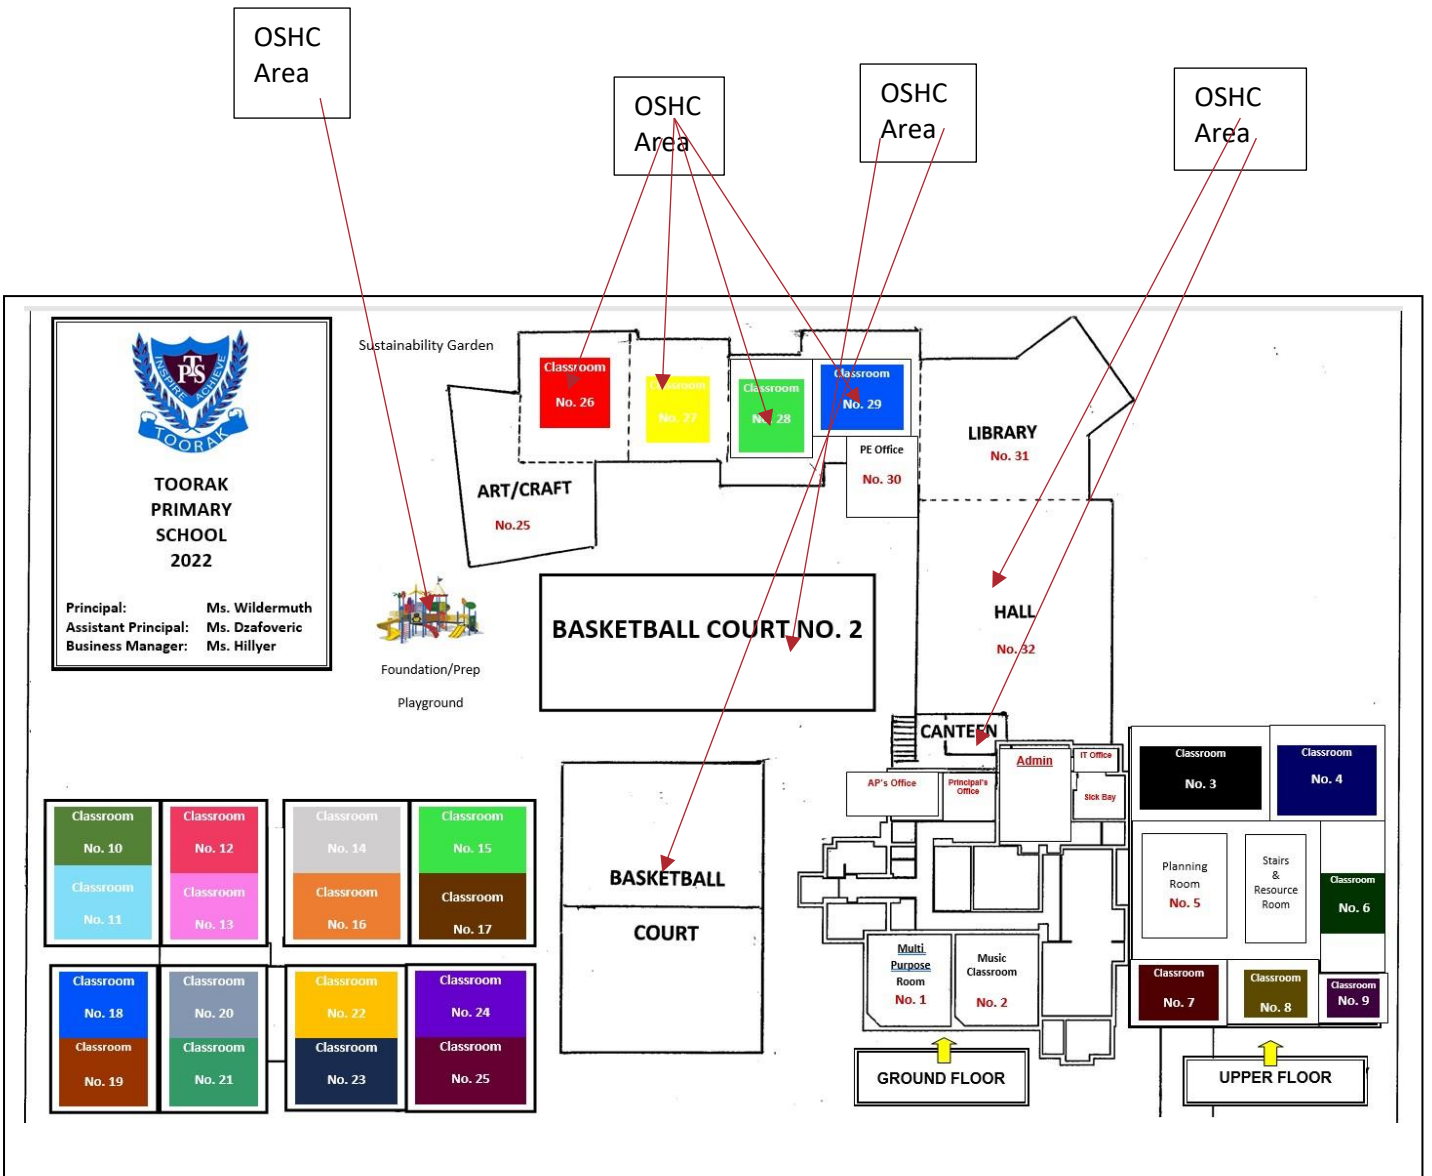 OSHC
Area
OSHC
Area
OSHC
Area
OSHC
Area
PTS
INSPIRE ACHIEVE
TOORAK
TOORAK
PRIMARY
SCHOOL
2022
Principal: Ms. Wildermuth
Assistant Principal: Ms. Dzafoveric
Business Manager: Ms. Hillyer
Sustainability Garden
Classroom
No. 26
Classroom
No. 27
Classroom
No. 28
Classroom
No. 29
PE Office
No. 30
LIBRARY
No. 31
ART/CRAFT
No.25
Foundation/Prep
Playground
BASKETBALL COURT NO. 2
HALL
No. 32
CANTEEN
Admin
IT Office
AP's Office
Principal's
Office
Sick Bay
Classroom
No. 3
Classroom
No. 4
Planning
Room
No. 5
Stairs
&
Resource
Room
Classroom
No. 6
Classroom
No. 7
Classroom
No. 8
Classroom
No. 9
Classroom
No. 10
Classroom
No. 11
Classroom
No. 12
Classroom
No. 13
Classroom
No. 14
Classroom
No. 16
Classroom
No. 15
Classroom
No. 17
BASKETBALL
COURT
Multi
Purpose
Room
No. 1
Music
Classroom
No. 2
Classroom
No. 18
Classroom
No. 19
Classroom
No. 20
Classroom
No. 21
Classroom
No. 22
Classroom
No. 23
Classroom
No. 24
Classroom
No. 25
GROUND FLOOR
UPPER FLOOR